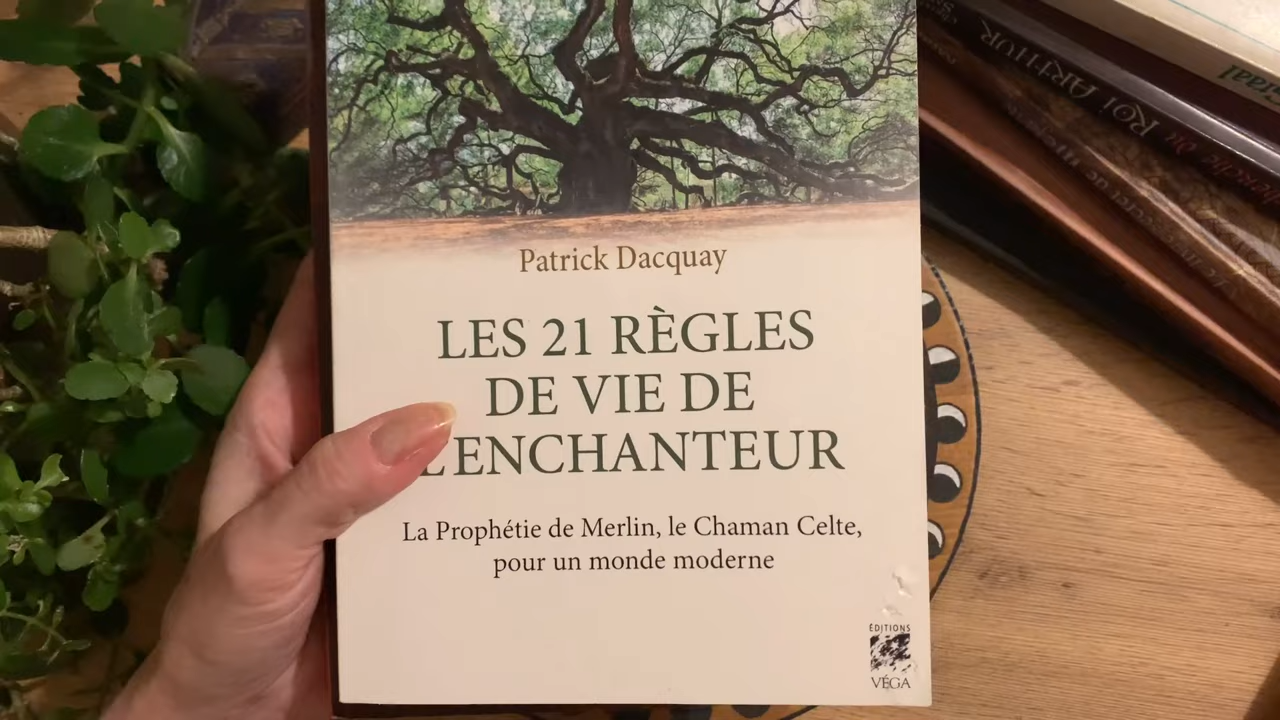 Patrick Dacquay
LES 21 RÈGLES
DE VIE DE
L'ENCHANTEUR
La Prophétie de Merlin, le Chaman Celte,
pour un monde moderne
ÉDITIONS
VÉGA
ROI ARTHUR
Graal